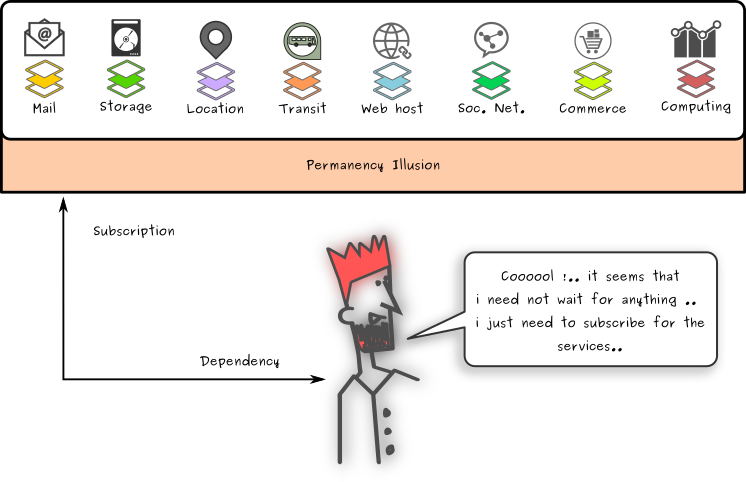 Mail Storage Location Transit Web host Soc. Net. Commerce Computing
Permanency Illusion
Subscription
Coooool !.. it seems that
i need not wait for anything ..
i just need to subscribe for the
services..
Dependency